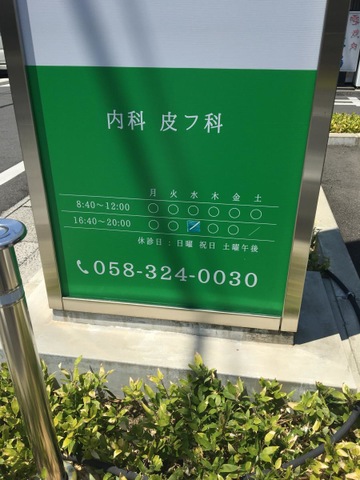 内科 皮フ科
月 火 水 木 金 土
8:40～12:00 ○ ○ ○ ○ ○ ○
16:40～20:00 ○ ○ ／ ○ ○ ／
休診日：日曜 祝日 土曜午後
058-324-0030